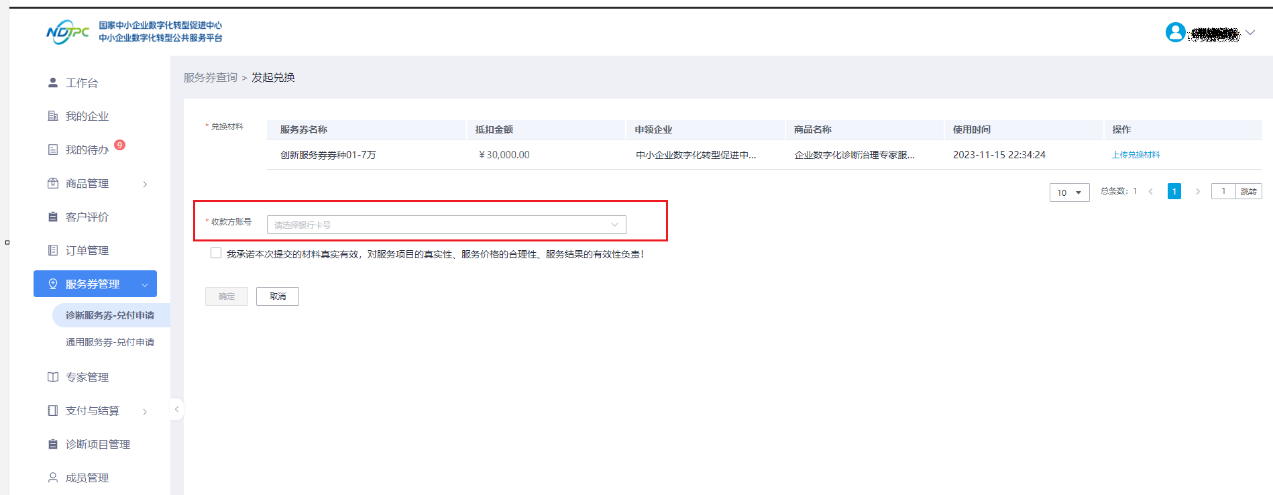 NDTPC
国家中小企业数字化转型促进中心
中小企业数字化转型公共服务平台
工作台
我的企业
我的待办 9
商品管理
客户评价
订单管理
服务券管理
诊断服务券-兑付申请
通用服务券-兑付申请
专家管理
支付与结算
诊断项目管理
成员管理
服务券查询 > 发起兑换
* 兑换材料
服务券名称 抵扣金额 申领企业 商品名称 使用时间 操作
创新服务券券种01-7万 ¥30,000.00 中小企业数字化转型促进中... 企业数字化诊断治理专家服... 2023-11-15 22:34:24 上传兑换材料
10 总条数: 1 < 1 > 1 跳转
* 收款方账号 请选择银行卡号
我承诺本次提交的材料真实有效，对服务项目的真实性、服务价格的合理性、服务结果的有效性负责！
确定 取消